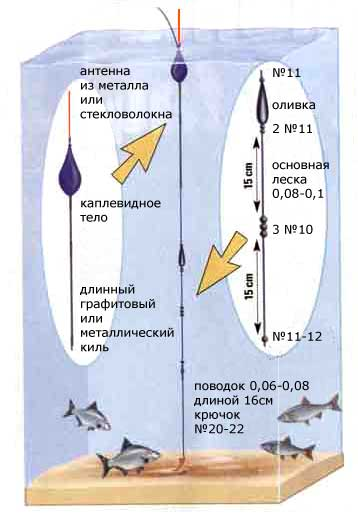 антенна
из металла
или
стекловолокна
каплевидное
тело
длинный
графитовый
или
металлический
киль
№11
оливка
2 №11
15 cm
основная
леска
0,08-0,1
3 №10
15 cm
№11-12
поводок 0,06-0,08
длиной 16см
крючок
№20-22